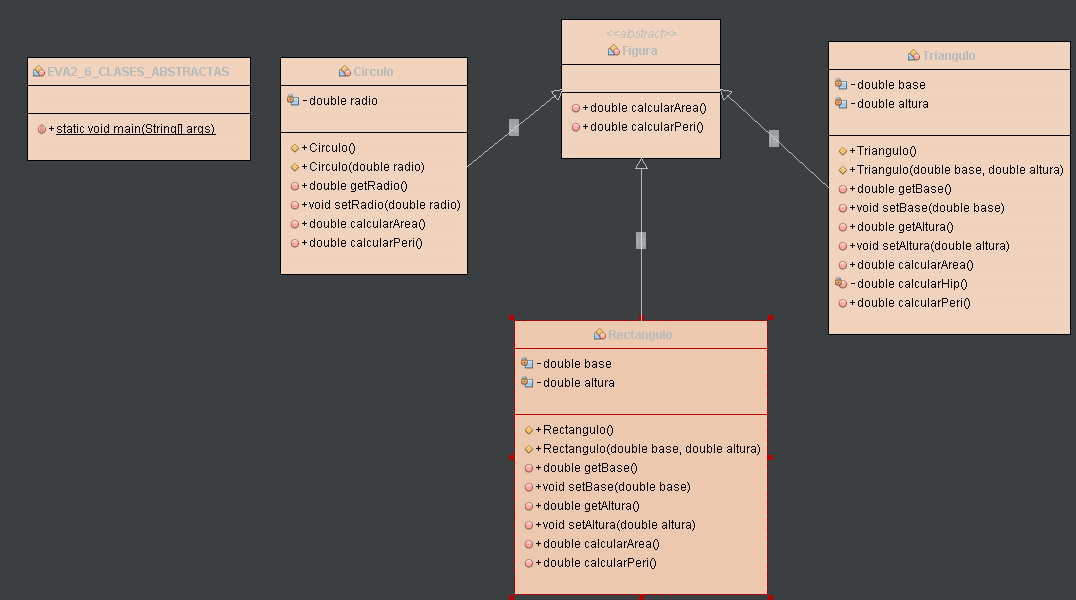 EVA2_6_CLASES_ABSTRACTAS
+ static void main(String[] args)
Circulo
- double radio
+ Circulo()
+ Circulo(double radio)
+ double getRadio()
+ void setRadio(double radio)
+ double calcularArea()
+ double calcularPeri()
<<abstract>>
Figura
+ double calcularArea()
+ double calcularPeri()
Triangulo
- double base
- double altura
+ Triangulo()
+ Triangulo(double base, double altura)
+ double getBase()
+ void setBase(double base)
+ double getAltura()
+ void setAltura(double altura)
+ double calcularArea()
- double calcularHip()
+ double calcularPeri()
Rectangulo
- double base
- double altura
+ Rectangulo()
+ Rectangulo(double base, double altura)
+ double getBase()
+ void setBase(double base)
+ double getAltura()
+ void setAltura(double altura)
+ double calcularArea()
+ double calcularPeri()